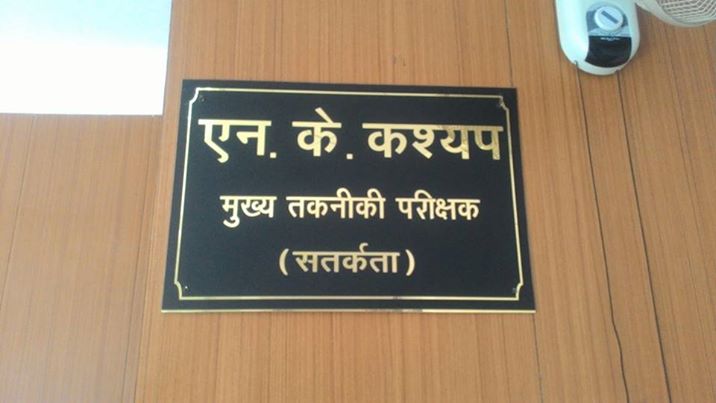 एन. के. कश्यप
मुख्य तकनीकी परीक्षक
(सतर्कता)